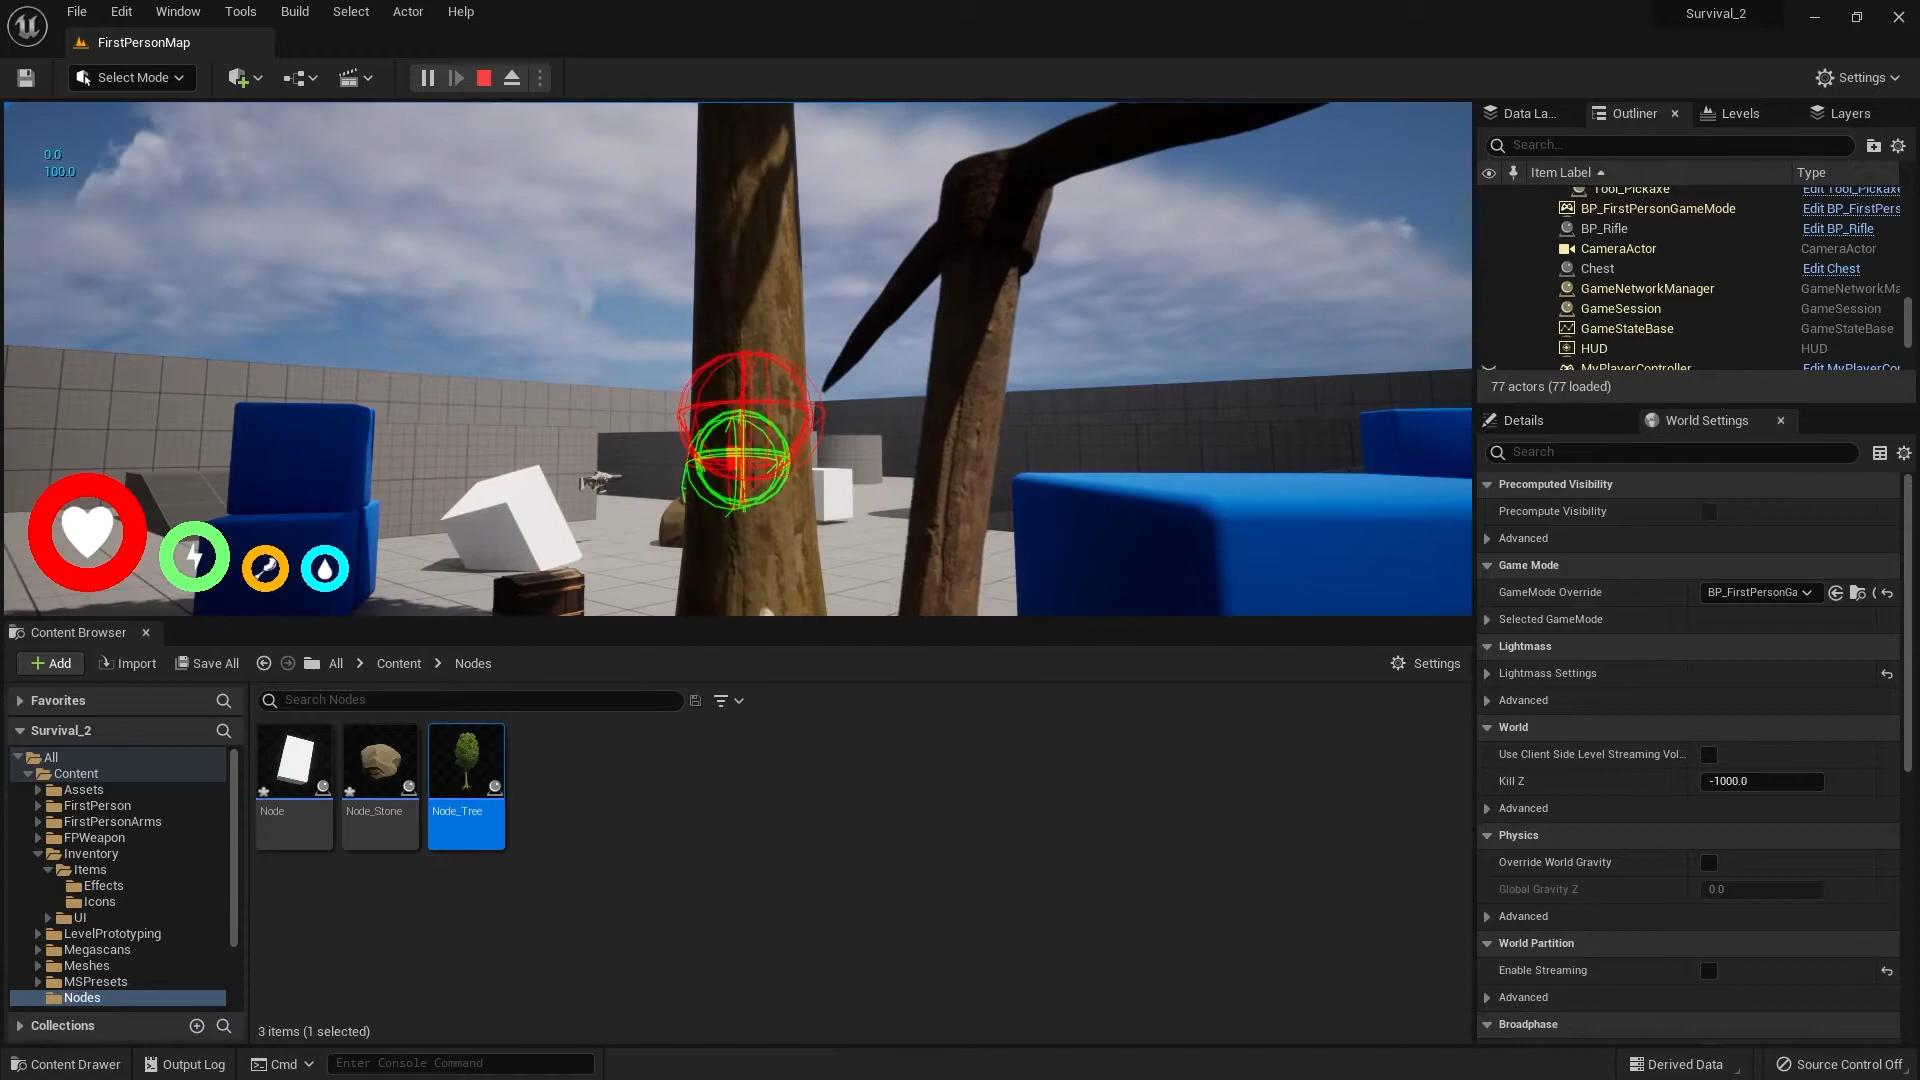 File Edit Window Tools Build Select Actor Help
Survival_2
FirstPersonMap
Select Mode
Settings
0.0
100.0
Data La... Outliner Levels Layers
Search...
Item Label Type
Tool_Pickaxe Edit Tool_Pickaxe
BP_FirstPersonGameMode Edit BP_FirstPers
BP_Rifle Edit BP_Rifle
CameraActor CameraActor
Chest Edit Chest
GameNetworkManager GameNetworkMa
GameSession GameSession
GameStateBase GameStateBase
HUD HUD
MyPlayerController Edit MyPlayerCon
77 actors (77 loaded)
Details World Settings
Search
Precomputed Visibility
Precompute Visibility
Advanced
Game Mode
GameMode Override BP_FirstPersonGa
Selected GameMode
Lightmass
Lightmass Settings
Advanced
World
Use Client Side Level Streaming Vol...
Kill Z -1000.0
Advanced
Physics
Override World Gravity
Global Gravity Z 0.0
Advanced
World Partition
Enable Streaming
Advanced
Broadphase
Content Browser
Add Import Save All All Content Nodes Settings
Favorites
Search Nodes
Survival_2
All
Content
Assets
FirstPerson
FirstPersonArms
FPWeapon
Inventory
Items
Effects
Icons
UI
LevelPrototyping
Megascans
Meshes
MSPresets
Nodes
Node Node_Stone Node_Tree
Collections
3 items (1 selected)
Content Drawer Output Log Cmd Enter Console Command Derived Data Source Control Off